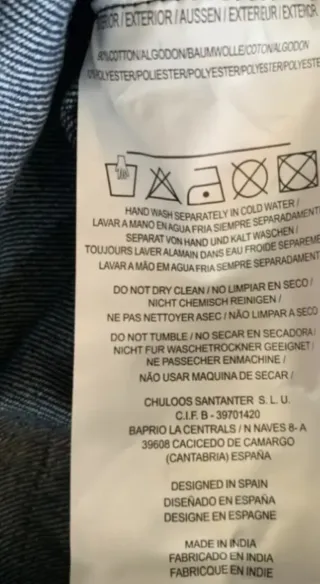 / EXTERIOR / AUSSEN / EXTERIEUR / EXTERIOR
COTTON/ALGODON/BAUMWOLLE/COTON/ALGODON
POLYESTER/POLIESTER/POLYESTER/POLYESTER/POLYESTE
HAND WASH SEPARATELY IN COLD WATER /
LAVAR A MANO EN AGUA FRIA SIEMPRE SEPARADAMENT
SEPARAT VON HAND UND KALT WASCHEN /
TOUJOURS LAVER ALAMAIN DANS EAU FROIDE SEPAREME
LAVAR A MÃO EM AGUA FRIA SEMPRE SEPARADAMENT
DO NOT DRY CLEAN / NO LIMPIAR EN SECO /
NICHT CHEMISCH REINIGEN /
NE PAS NETTOYER ASEC / NÃO LIMPAR A SECO
DO NOT TUMBLE / NO SECAR EN SECADORA/
NICHT FUR WASCHETROCKNER GEEIGNET/
NE PASSECHER ENMACHINE /
NÃO USAR MAQUINA DE SECAR /
CHULOOS SANTANTER S. L. U.
C.I.F. B - 39701420
BAPRIO LA CENTRALS / N NAVES 8- A
39608 CACICEDO DE CAMARGO
(CANTABRIA) ESPAÑA
DESIGNED IN SPAIN
DISEÑADO EN ESPAÑA
DESIGNE EN ESPAGNE
MADE IN INDIA
FABRICADO EN INDIA
FABRICQUE EN INDIE